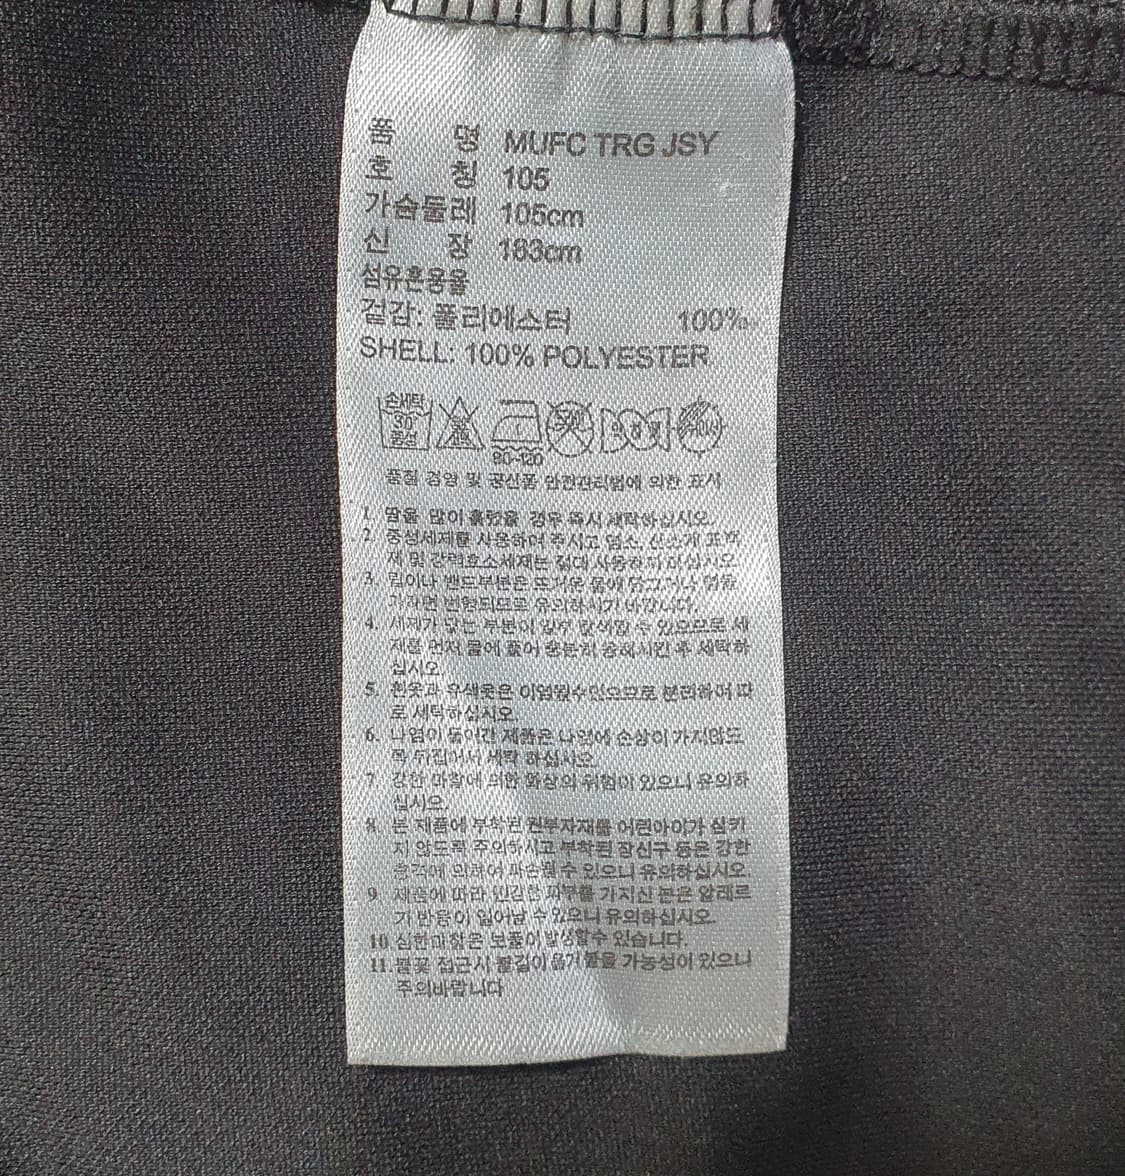 품 명 MUFC TRG JSY
호 칭 105
가슴둘레 105cm
신 장 183cm
섬유혼용율
겉감: 폴리에스터 100%
SHELL: 100% POLYESTER
손세탁
30
중성
80-120
품질 경영 및 공산품 안전관리법에 의한 표시
1. 땀을 많이 흘렸을 경우 즉시 세탁하십시오.
2. 중성세제를 사용하여 주시고 염소, 산소계 표백
제 및 강력효소세제는 절대 사용하지 마십시오
3. 립이나 밴드부분은 뜨거운 물에 담그거나 열을
가하면 변형되므로 유의하시기 바랍니다.
4. 세제가 닿는 부분이 일부 탈색될 수 있으므로 세
제를 먼저 물에 풀어 충분히 용해시킨 후 세탁하
십시오.
5. 흰옷과 유색옷은 이염될수있으므로 분리하여 따
로 세탁하십시오.
6. 나염이 들어간 제품은 나염에 손상이 가지않도
록 뒤집어서 세탁 하십시오
7. 강한 마찰에 의한 화상의 위험이 있으니 유의하
십시오
8. 본 제품에 부착된 원부자재를 어린아이가 삼키
지 않도록 주의하시고 부착된 장신구 등은 강한
충격에 의하여 파손될 수 있으니 유의하십시오.
9. 제품에 따라 민감한 피부를 가지신 분은 알레르
기 반응이 일어날 수있으니 유의하십시오.
10. 심한마찰은 보풀이 발생할수 있습니다.
11. 불꽃 접근시 불길이 옮겨 붙을 가능성이 있으니
주의바랍니다